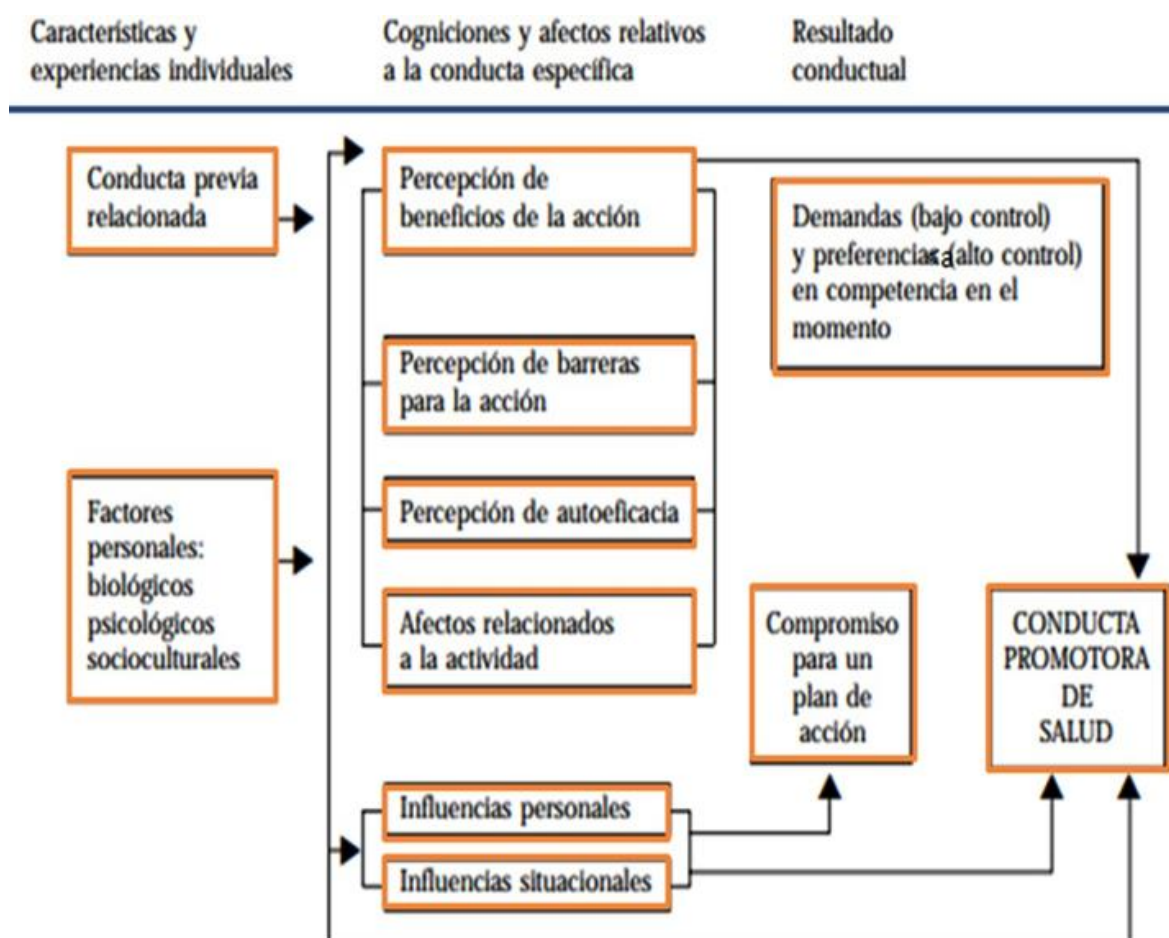 Características y
experiencias individuales
Cogniciones y afectos relativos
a la conducta específica
Resultado
conductual
Conducta previa
relacionada
Factores
personales:
biológicos
psicológicos
socioculturales
Percepción de
beneficios de la acción
Percepción de barreras
para la acción
Percepción de autoeficacia
Afectos relacionados
a la actividad
Influencias personales
Influencias situacionales
Demandas (bajo control)
y (alto control)
en competencia en el
momento
Compromiso
para un
plan de
acción
CONDUCTA
PROMOTORA
DE
SALUD